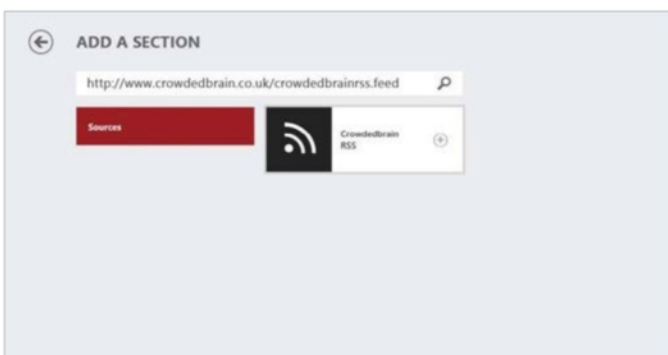 ADD A SECTION
http://www.crowdedbrain.co.uk/crowdedbrainrss.feed
Sources
Crowdedbrain
RSS